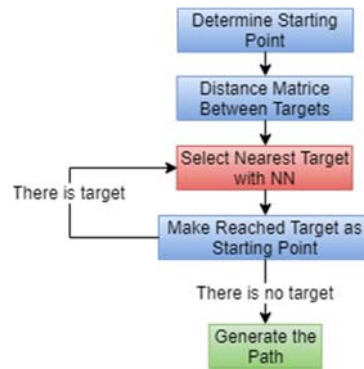 Determine Starting
Point
Distance Matrice
Between Targets
Select Nearest Target
with NN
There is target
Make Reached Target as
Starting Point
There is no target
Generate the
Path